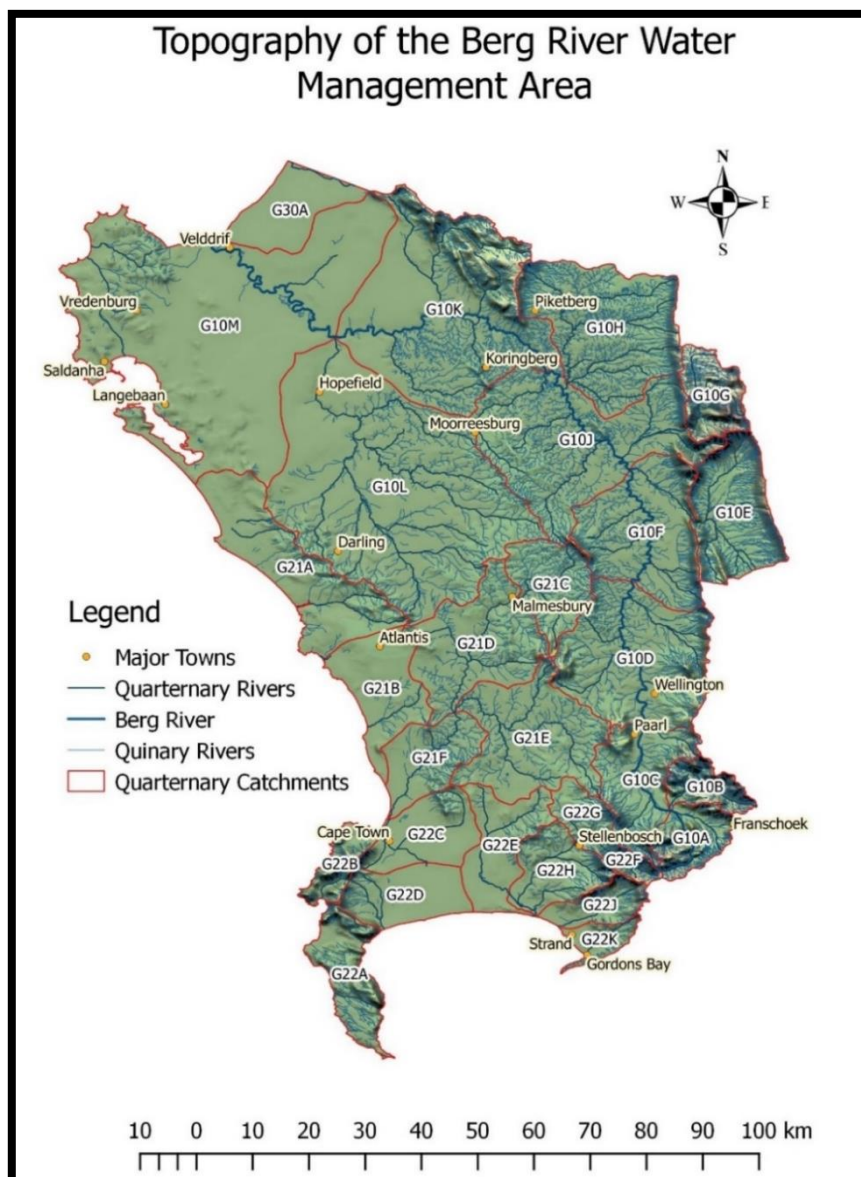 Topography of the Berg River Water
Management Area
N
W
E
S
G30A
Velddrif
Vredenburg
G10M
G10K
Piketberg
G10H
Koringberg
Saldanha
Hopefield
G10G
Langebaan
Moorreesburg
G10J
G10L
G10E
G10F
Darling
G21A
G21C
Malmesbury
Atlantis
G21D
G10D
G21B
Wellington
Paarl
G21E
G21F
G10C
G10B
G22G
Franschoek
Cape Town
G22C
Stellenbosch
G10A
G22E
G22F
G22B
G22H
G22D
G22J
Strand
G22K
Gordons Bay
G22A
Legend
Major Towns
Quarternary Rivers
Berg River
Quinary Rivers
Quarternary Catchments
10 0 10 20 30 40 50 60 70 80 90 100 km